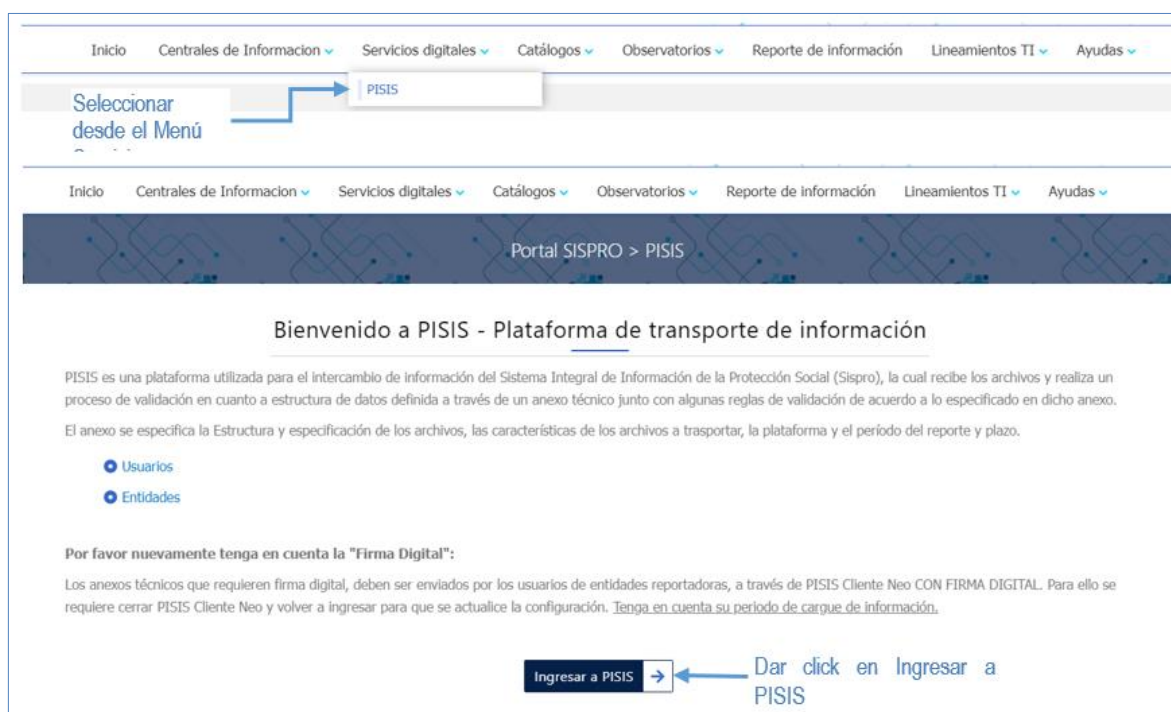 Inicio Centrales de Informacion Servicios digitales Catálogos Observatorios Reporte de información Lineamientos TI Ayudas
PISIS
Seleccionar
desde el Menú
Inicio Centrales de Informacion Servicios digitales Catálogos Observatorios Reporte de información Lineamientos TI Ayudas
Portal SISPRO > PISIS
Bienvenido a PISIS - Plataforma de transporte de información
PISIS es una plataforma utilizada para el intercambio de información del Sistema Integral de Información de la Protección Social (Sispro), la cual recibe los archivos y realiza un
proceso de validación en cuanto a estructura de datos definida a través de un anexo técnico junto con algunas reglas de validación de acuerdo a lo especificado en dicho anexo.
El anexo se especifica la Estructura y especificación de los archivos, las características de los archivos a trasportar, la plataforma y el período del reporte y plazo.
Usuarios
Entidades
Por favor nuevamente tenga en cuenta la "Firma Digital":
Los anexos técnicos que requieren firma digital, deben ser enviados por los usuarios de entidades reportadoras, a través de PISIS Cliente Neo CON FIRMA DIGITAL. Para ello se
requiere cerrar PISIS Cliente Neo y volver a ingresar para que se actualice la configuración. Tenga en cuenta su periodo de cargue de información.
Ingresar a PISIS
Dar click en Ingresar a
PISIS